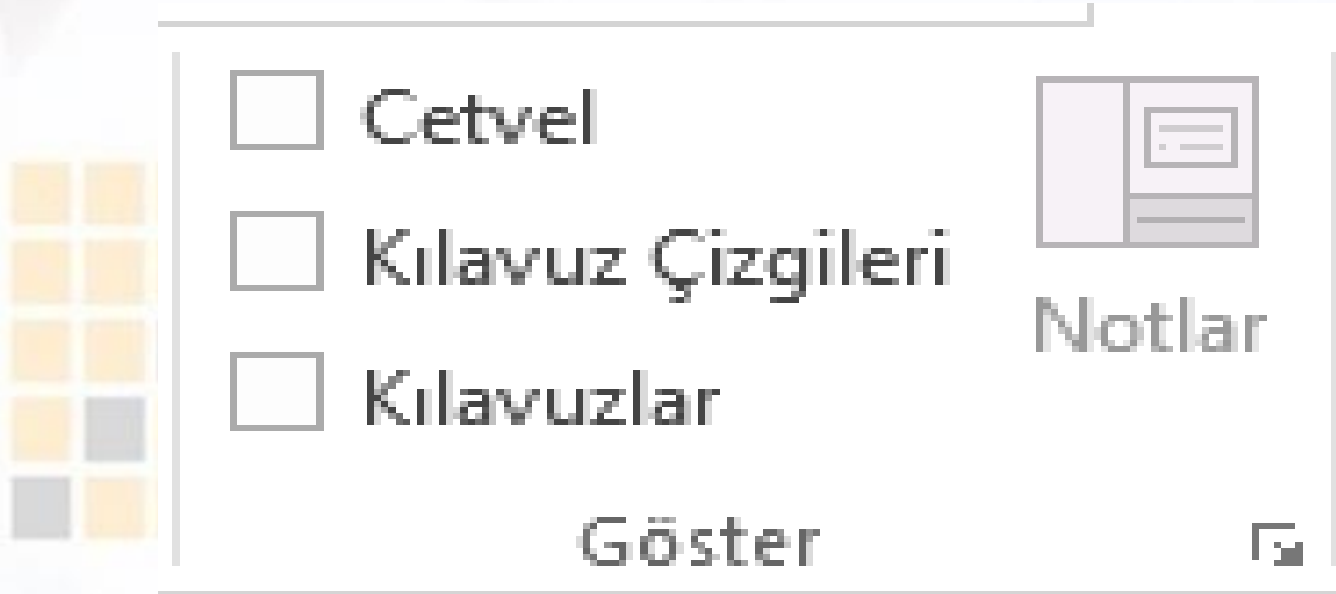 Cetvel
Kılavuz Çizgileri
Kılavuzlar
Notlar
Göster